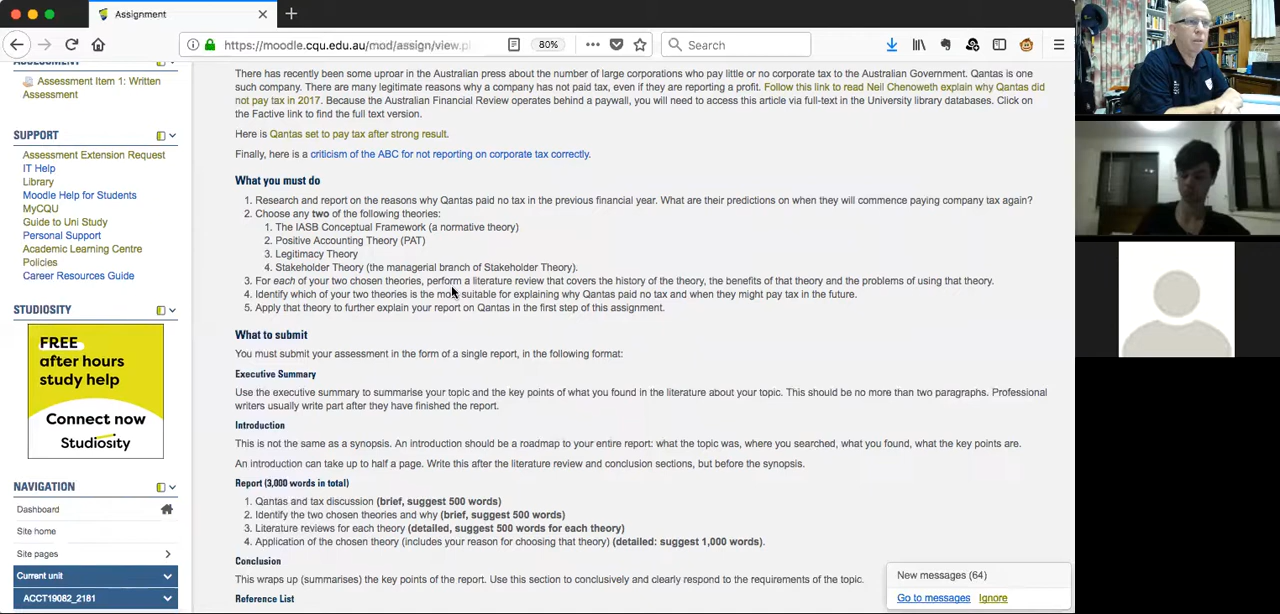 Assignment
https://moodle.cqu.edu.au/mod/assign/view.p
80%
Search
ASSESSMENT
Assessment Item 1: Written
Assessment
SUPPORT
Assessment Extension Request
IT Help
Library
Moodle Help for Students
MyCQU
Guide to Uni Study
Personal Support
Academic Learning Centre
Policies
Career Resources Guide
STUDIOSITY
FREE
after hours
study help
Connect now
Studiosity
NAVIGATION
Dashboard
Site home
Site pages
Current unit
ACCT19082_2181
There has recently been some uproar in the Australian press about the number of large corporations who pay little or no corporate tax to the Australian Government. Qantas is one
such company. There are many legitimate reasons why a company has not paid tax, even if they are reporting a profit. Follow this link to read Neil Chenoweth explain why Qantas did
not pay tax in 2017. Because the Australian Financial Review operates behind a paywall, you will need to access this article via full-text in the University library databases. Click on
the Factive link to find the full text version.
Here is Qantas set to pay tax after strong result.
Finally, here is a criticism of the ABC for not reporting on corporate tax correctly.
What you must do
1. Research and report on the reasons why Qantas paid no tax in the previous financial year. What are their predictions on when they will commence paying company tax again?
2. Choose any two of the following theories:
1. The IASB Conceptual Framework (a normative theory)
2. Positive Accounting Theory (PAT)
3. Legitimacy Theory
4. Stakeholder Theory (the managerial branch of Stakeholder Theory).
3. For each of your two chosen theories, perform a literature review that covers the history of the theory, the benefits of that theory and the problems of using that theory.
4. Identify which of your two theories is the most suitable for explaining why Qantas paid no tax and when they might pay tax in the future.
5. Apply that theory to further explain your report on Qantas in the first step of this assignment.
What to submit
You must submit your assessment in the form of a single report, in the following format:
Executive Summary
Use the executive summary to summarise your topic and the key points of what you found in the literature about your topic. This should be no more than two paragraphs. Professional
writers usually write part after they have finished the report.
Introduction
This is not the same as a synopsis. An introduction should be a roadmap to your entire report: what the topic was, where you searched, what you found, what the key points are.
An introduction can take up to half a page. Write this after the literature review and conclusion sections, but before the synopsis.
Report (3,000 words in total)
1. Qantas and tax discussion (brief, suggest 500 words)
2. Identify the two chosen theories and why (brief, suggest 500 words)
3. Literature reviews for each theory (detailed, suggest 500 words for each theory)
4. Application of the chosen theory (includes your reason for choosing that theory) (detailed: suggest 1,000 words).
Conclusion
This wraps up (summarises) the key points of the report. Use this section to conclusively and clearly respond to the requirements of the topic.
Reference List
New messages (64)
Go to messages Ignore